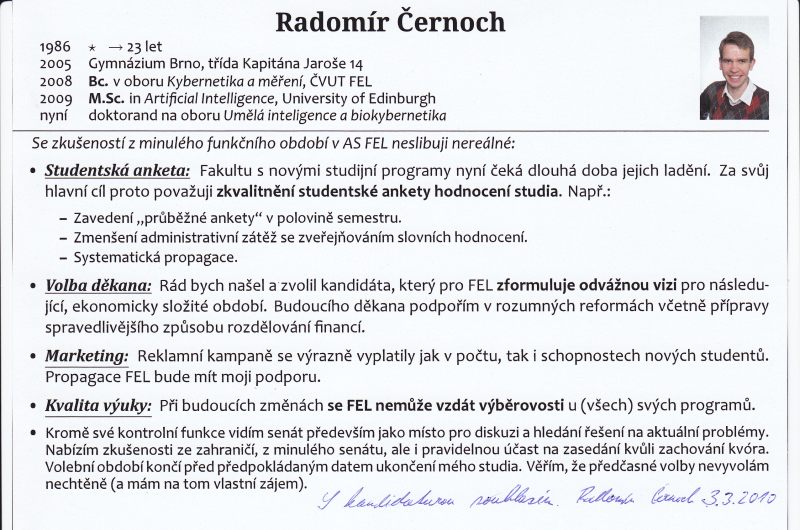 Radomír Černoch
1986 ⋆ → 23 let
2005 Gymnázium Brno, třída Kapitána Jaroše 14
2008 Bc. v oboru Kybernetika a měření, ČVUT FEL
2009 M.Sc. in Artificial Intelligence, University of Edinburgh
nyní doktorand na oboru Umělá inteligence a biokybernetika
Se zkušeností z minulého funkčního období v AS FEL neslibuji nereálné:
• Studentská anketa: Fakultu s novými studijní programy nyní čeká dlouhá doba jejich ladění. Za svůj
hlavní cíl proto považuji zkvalitnění studentské ankety hodnocení studia. Např.:
– Zavedení „průběžné ankety“ v polovině semestru.
– Zmenšení administrativní zátěž se zveřejňováním slovních hodnocení.
– Systematická propagace.
• Volba děkana: Rád bych našel a zvolil kandidáta, který pro FEL zformuluje odvážnou vizi pro následu-
jící, ekonomicky složité období. Budoucího děkana podpořím v rozumných reformách včetně přípravy
spravedlivějšího způsobu rozdělování financí.
• Marketing: Reklamní kampaně se výrazně vyplatily jak v počtu, tak i schopnostech nových studentů.
Propagace FEL bude mít moji podporu.
• Kvalita výuky: Při budoucích změnách se FEL nemůže vzdát výběrovosti u (všech) svých programů.
• Kromě své kontrolní funkce vidím senát především jako místo pro diskuzi a hledání řešení na aktuální problémy.
Nabízím zkušenosti ze zahraničí, z minulého senátu, ale i pravidelnou účast na zasedání kvůli zachování kvóra.
Volební období končí před předpokládaným datem ukončení mého studia. Věřím, že předčasné volby nevyvolám
nechtěně (a mám na tom vlastní zájem).
S kandidaturou souhlasím. Radomír Černoch 3.3.2010